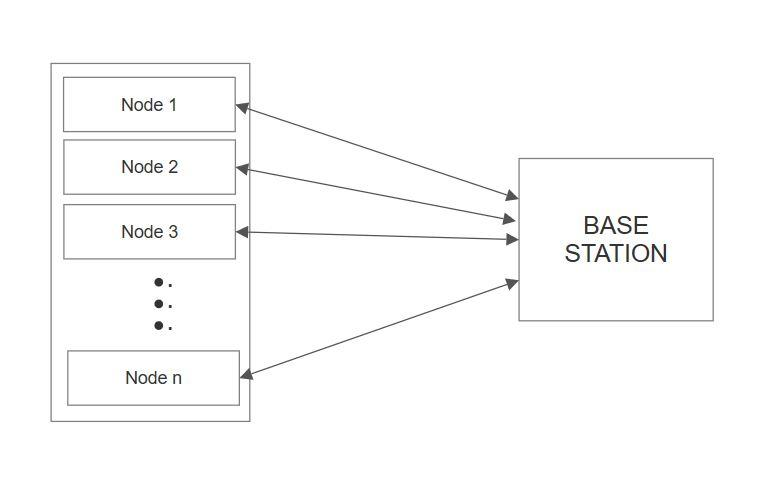 Node 1
Node 2
Node 3
Node n
BASE
STATION